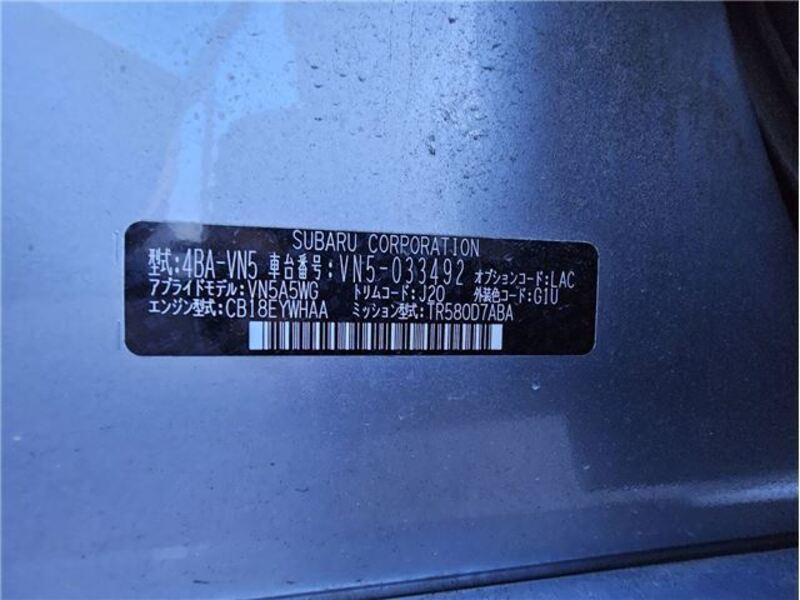 SUBARU CORPORATION
型式:4BA-VN5 車台番号:VN5-033492 オプションコード:LAC
アプライドモデル:VN5A5WG トリムコード:J20 外装色コード:G1U
エンジン型式:CB18EYWHAA ミッション型式:TR580D7ABA